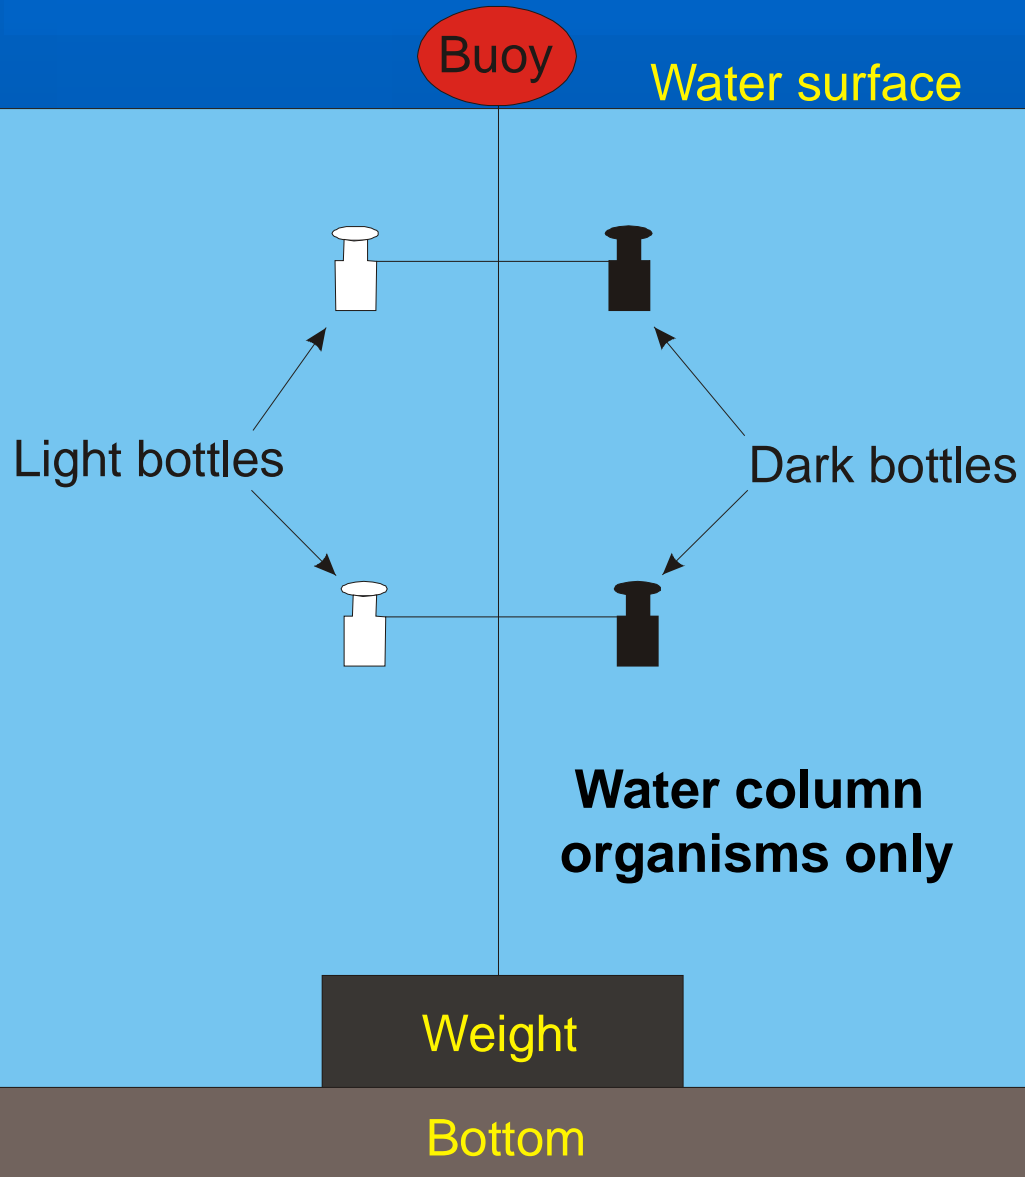 Buoy
Water surface
Light bottles
Dark bottles
Water column
organisms only
Weight
Bottom